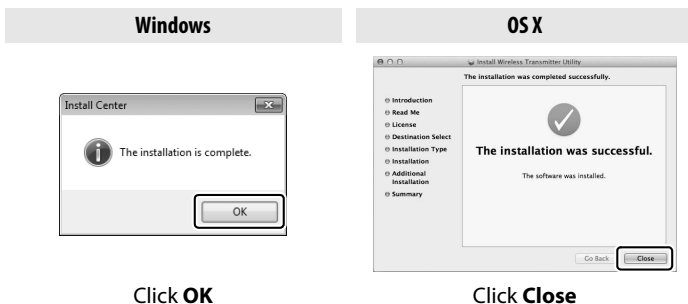 Windows
Install Center
The installation is complete.
OK
Click OK
OS X
Install Wireless Transmitter Utility
The installation was completed successfully.
Introduction
Read Me
License
Destination Select
Installation Type
Installation
Additional
Installation
Summary
The installation was successful.
The software was installed.
Go Back
Close
Click Close